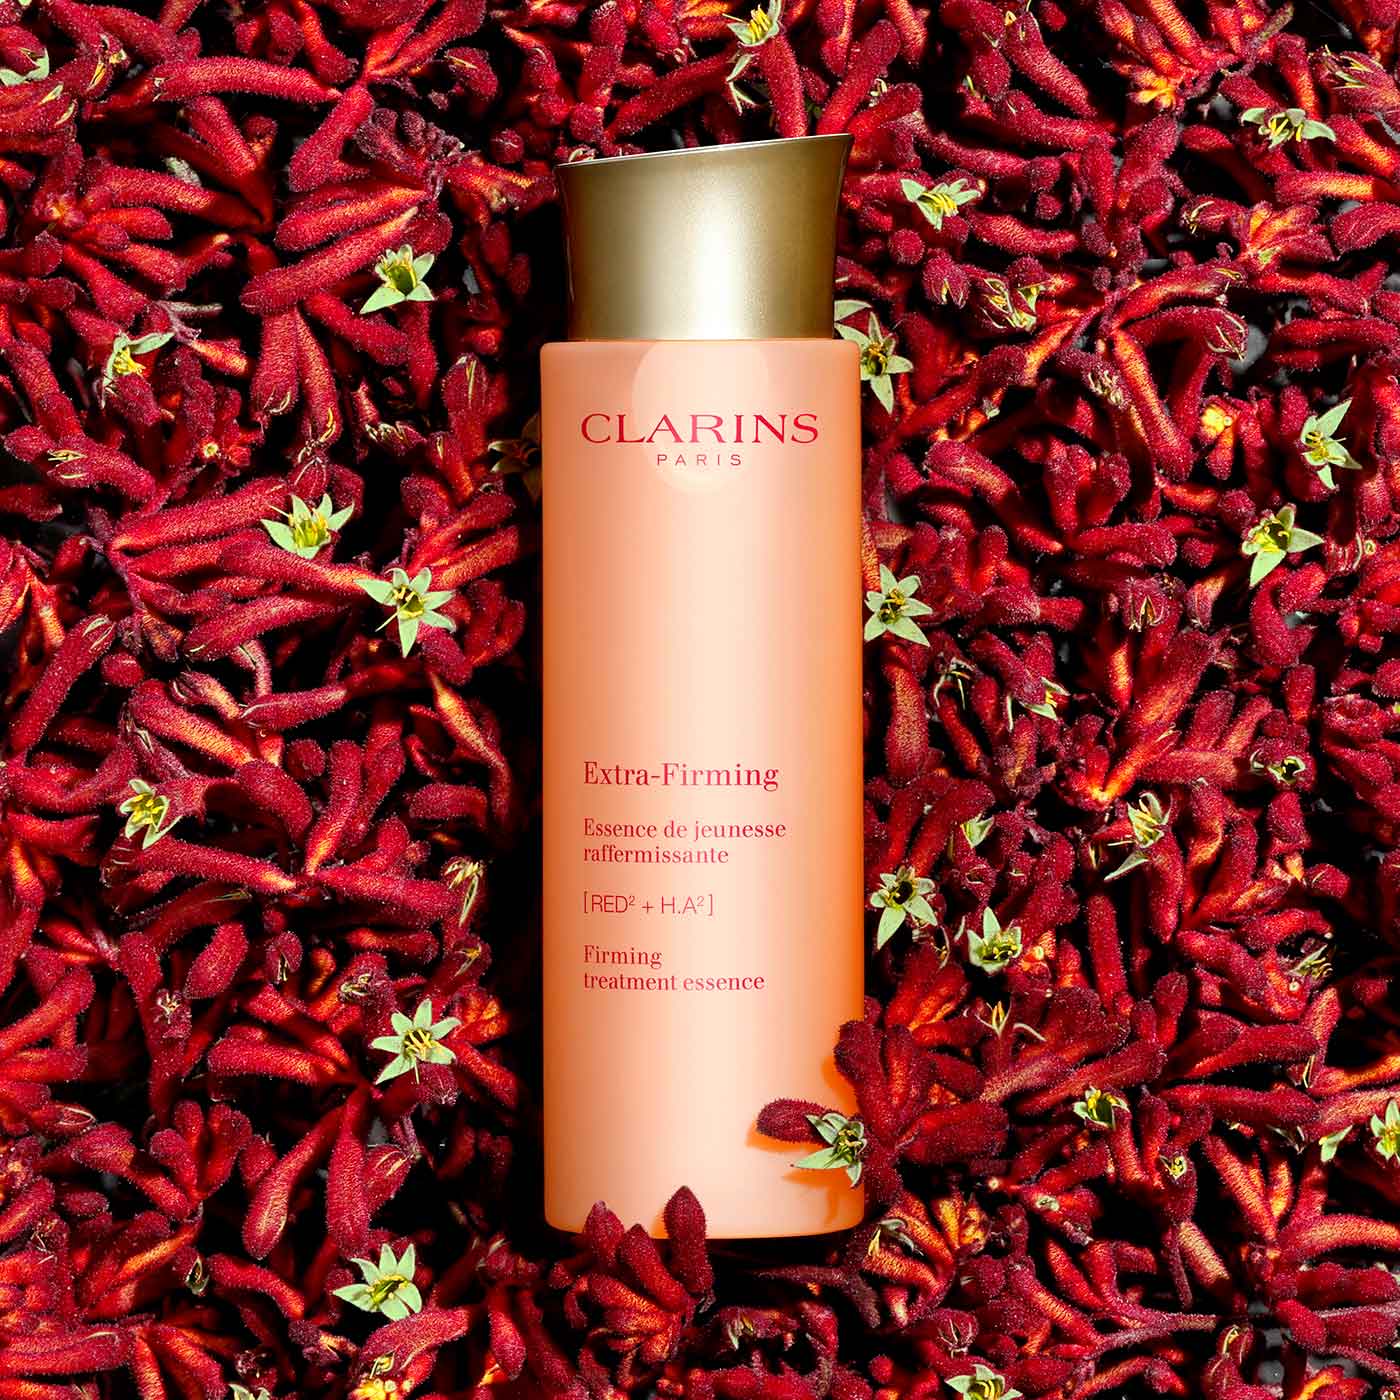 CLARINS
PARIS
Extra-Firming
Essence de jeunesse
raffermissante
[RED² + H.A²]
Firming
treatment essence